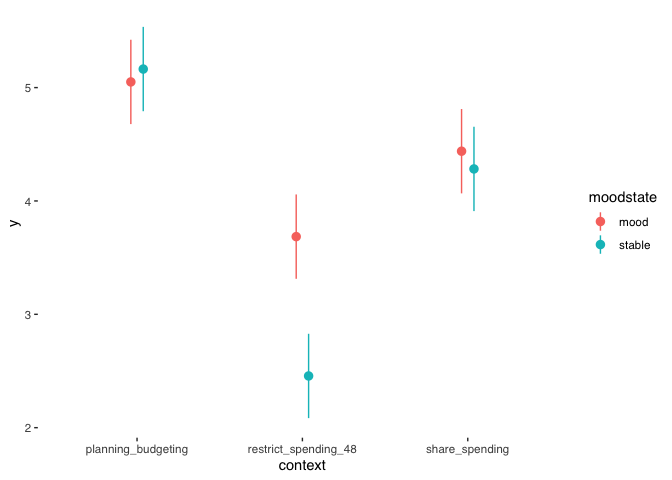 5
4
3
2
y
planning_budgeting
restrict_spending_48
share_spending
context
moodstate
mood
stable